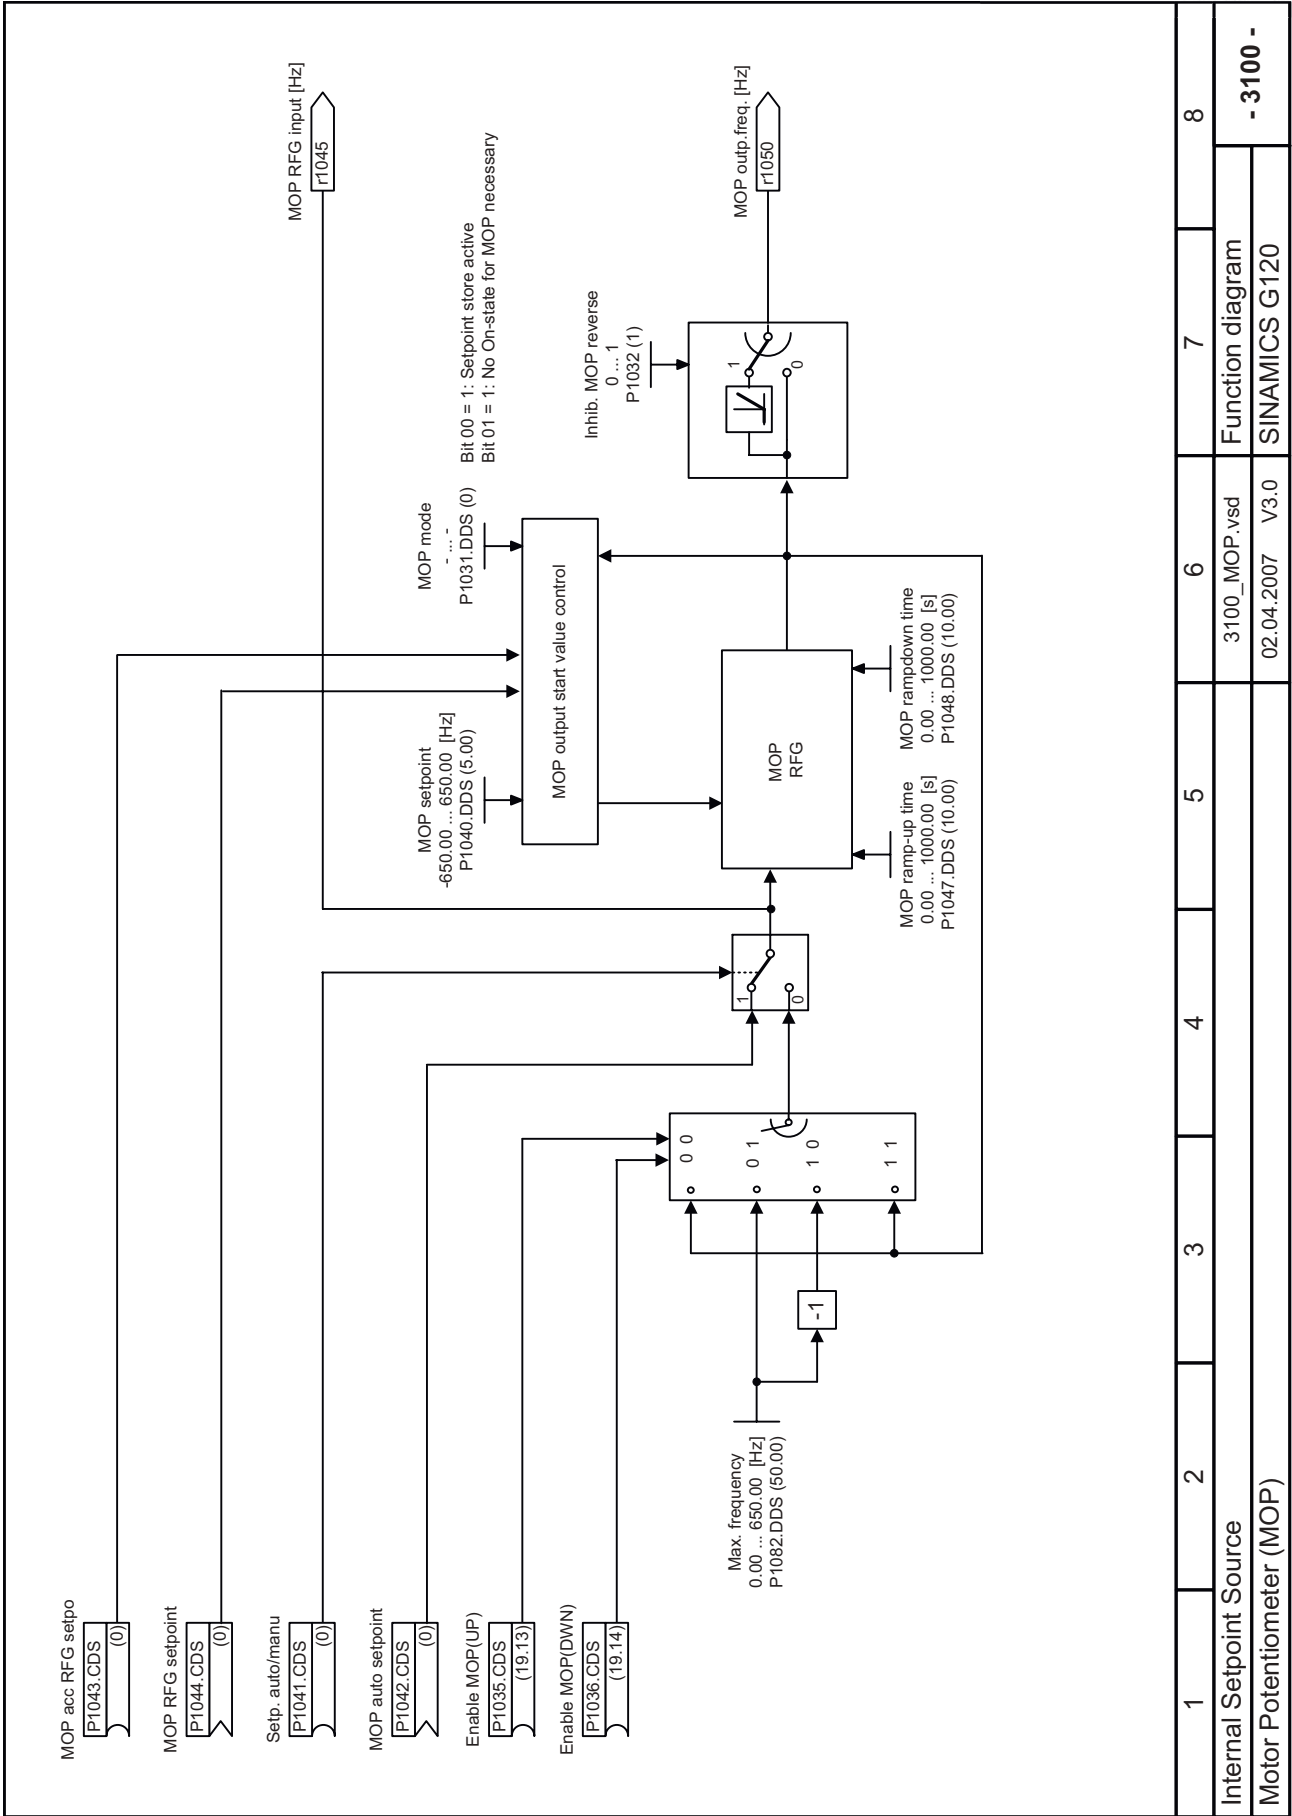 MOP acc RFG setpo
P1043.CDS
(0)
MOP RFG setpoint
P1044.CDS
(0)
Setp. auto/manu
P1041.CDS
(0)
MOP auto setpoint
P1042.CDS
(0)
Enable MOP(UP)
P1035.CDS
(19.13)
Enable MOP(DWN)
P1036.CDS
(19.14)
Max. frequency
0.00 ... 650.00 [Hz]
P1082.DDS (50.00)
-1
0 0
0 1
1 0
1 1
1
0
MOP setpoint
-650.00 ... 650.00 [Hz]
P1040.DDS (5.00)
MOP mode
- ... -
P1031.DDS (0)
Bit 00 = 1: Setpoint store active
Bit 01 = 1: No On-state for MOP necessary
MOP output start value control
MOP
RFG
MOP ramp-up time
0.00 ... 1000.00 [s]
P1047.DDS (10.00)
MOP rampdown time
0.00 ... 1000.00 [s]
P1048.DDS (10.00)
Inhib. MOP reverse
0 ... 1
P1032 (1)
1
0
MOP RFG input [Hz]
r1045
MOP outp.freq. [Hz]
r1050
1 2 3 4 5 6 7 8
Internal Setpoint Source
3100_MOP.vsd
Function diagram
- 3100 -
Motor Potentiometer (MOP)
02.04.2007 V3.0
SINAMICS G120